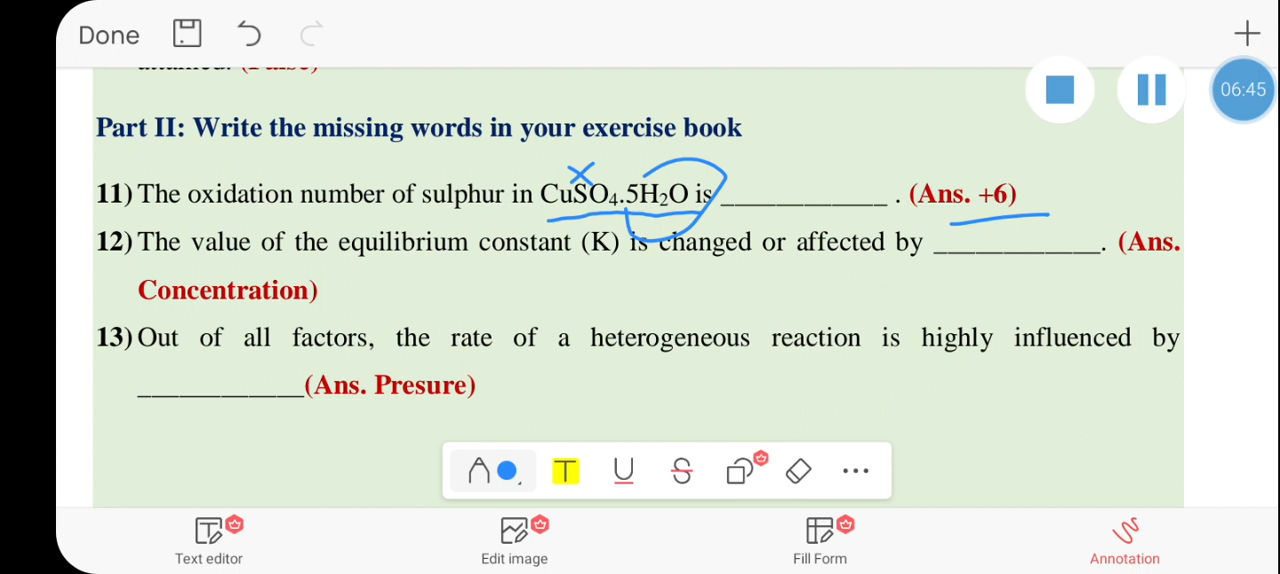 Done
06:45
Part II: Write the missing words in your exercise book
11) The oxidation number of sulphur in CuSO₄.5H₂O is ____________ . (Ans. +6)
12) The value of the equilibrium constant (K) is changed or affected by ____________. (Ans.
Concentration)
13) Out of all factors, the rate of a heterogeneous reaction is highly influenced by
____________(Ans. Presure)
Text editor
Edit image
Fill Form
Annotation